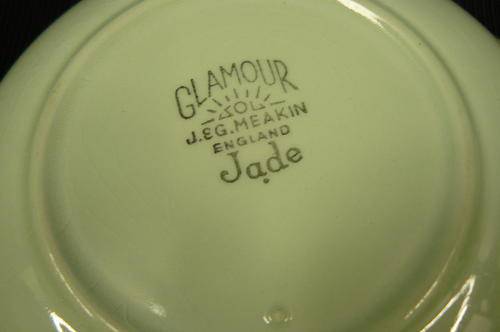 GLAMOUR
SOL
J.&G. MEAKIN
ENGLAND
Jade